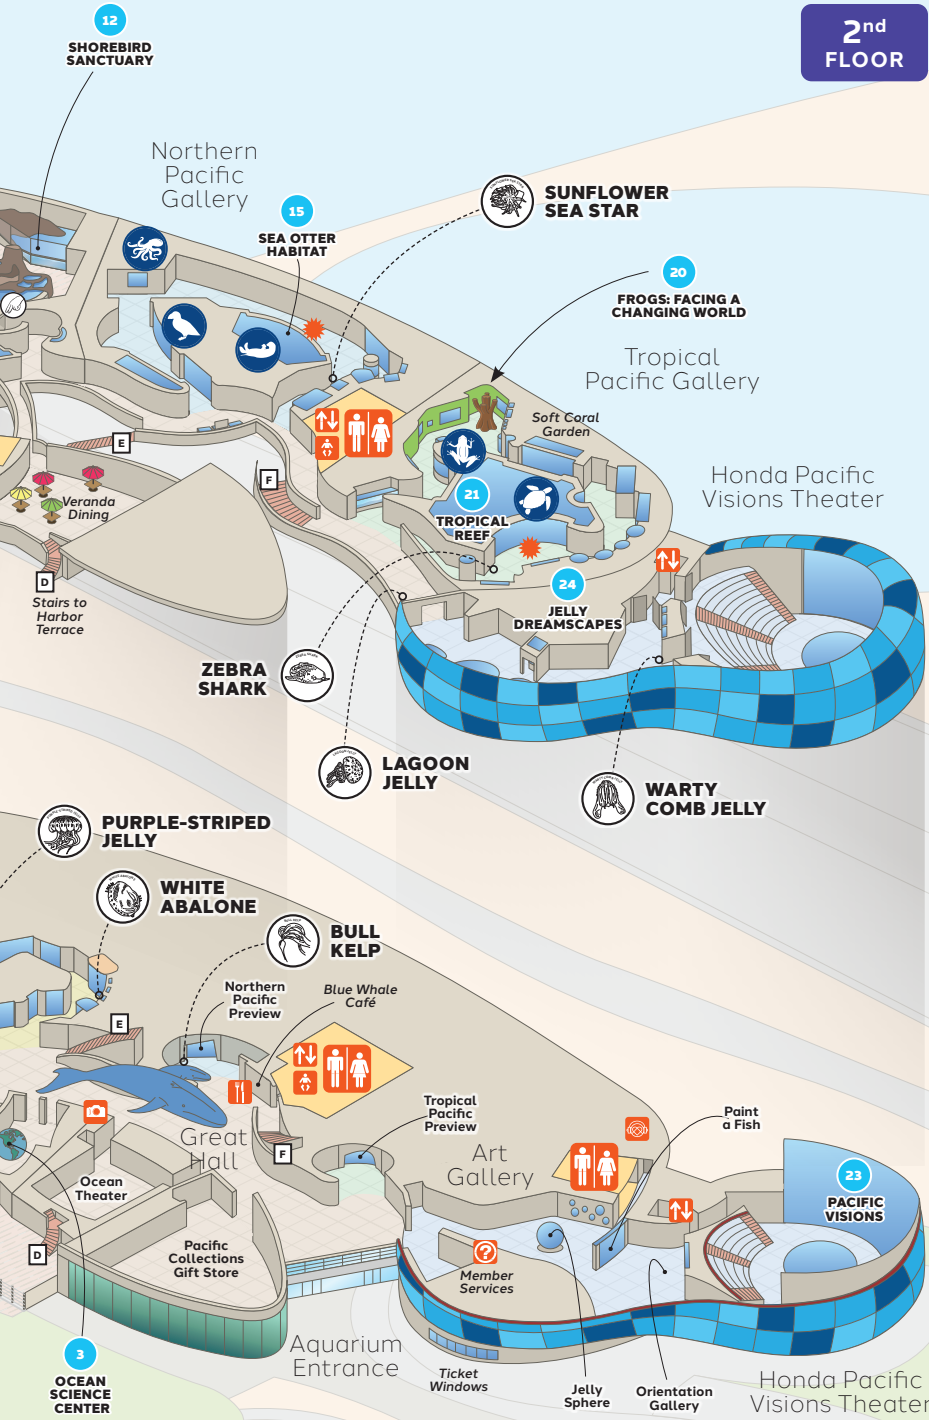 12
SHOREBIRD
SANCTUARY
2nd
FLOOR
Northern
Pacific
Gallery
15
SEA OTTER
HABITAT
SUNFLOWER
SEA STAR
20
FROGS: FACING A
CHANGING WORLD
Tropical
Pacific Gallery
Soft Coral
Garden
E
F
Veranda
Dining
Honda Pacific
Visions Theater
21
TROPICAL
REEF
24
JELLY
DREAMSCAPES
D
Stairs to
Harbor
Terrace
ZEBRA
SHARK
LAGOON
JELLY
WARTY
COMB JELLY
PURPLE-STRIPED
JELLY
WHITE
ABALONE
BULL
KELP
Northern
Pacific
Preview
Blue Whale
Café
E
Tropical
Pacific
Preview
Paint
a Fish
Great
Hall
F
Art
Gallery
Ocean
Theater
23
PACIFIC
VISIONS
D
Pacific
Collections
Gift Store
?
Member
Services
3
OCEAN
SCIENCE
CENTER
Aquarium
Entrance
Ticket
Windows
Jelly
Sphere
Orientation
Gallery
Honda Pacific
Visions Theater